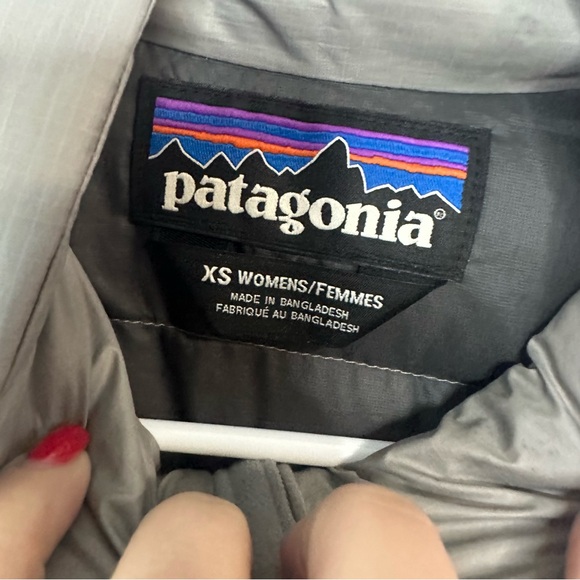 patagonia®
XS WOMENS/FEMMES
MADE IN BANGLADESH
FABRIQUÉ AU BANGLADESH